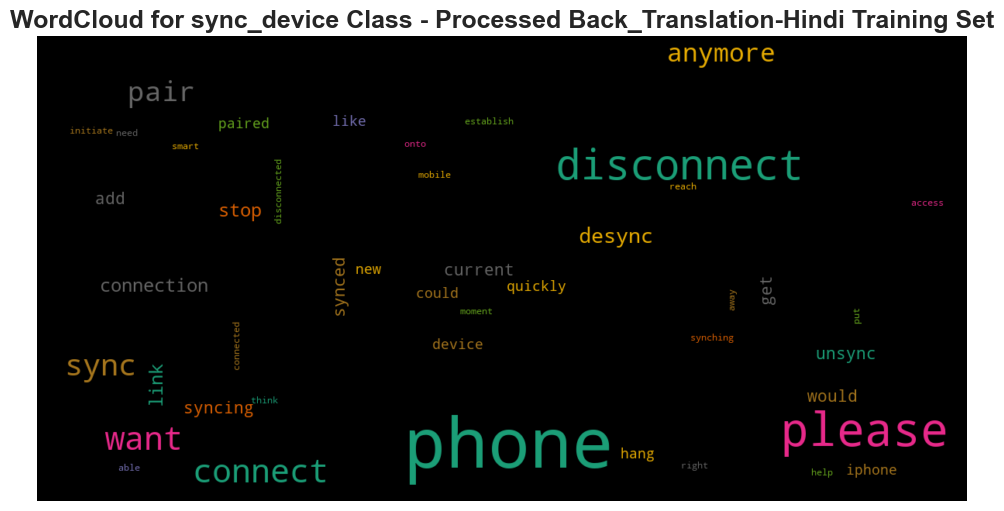 WordCloud for sync_device Class - Processed Back_Translation-Hindi Training Set
anymore
pair
paired
like
establish
initiate
need
smart
onto
disconnect
disconnected
mobile
reach
add
stop
access
desync
synced
new
current
connection
could
quickly
get
away
moment
put
connected
device
synching
unsync
sync
link
syncing
think
would
want
phone
please
connect
able
hang
right
help
iphone